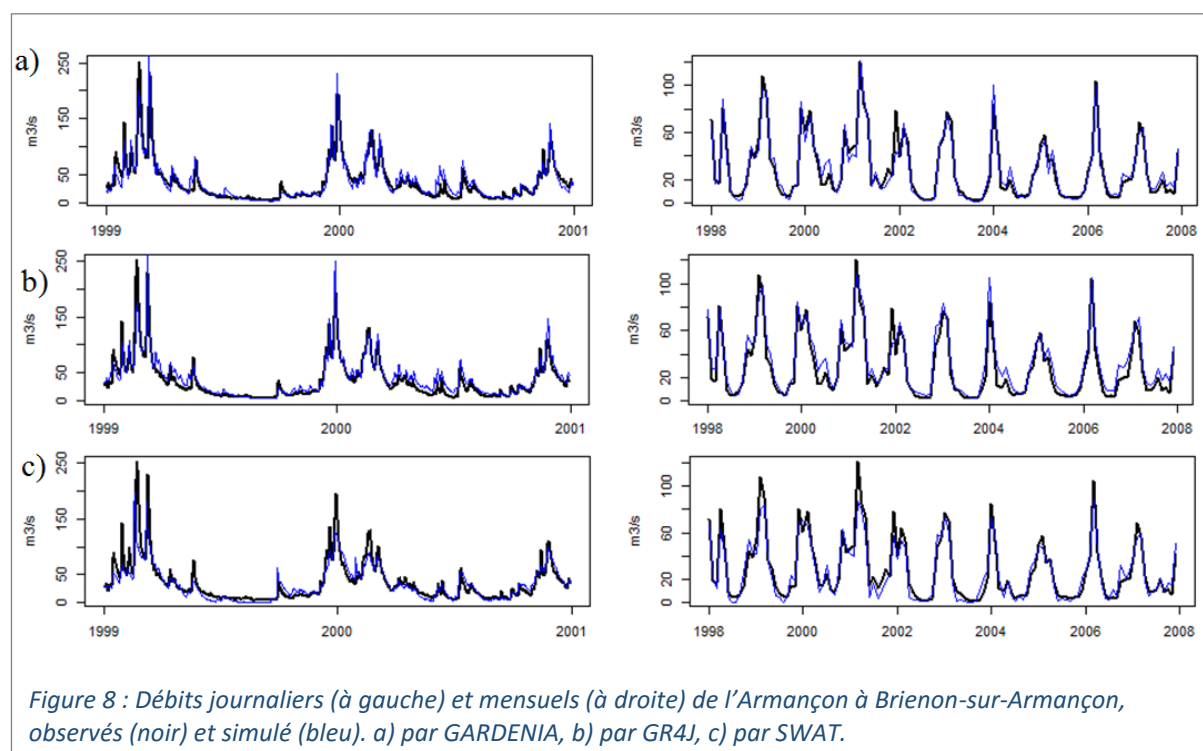 a)
m3/s
0 50 150 250
1999 2000 2001
m3/s
0 20 60 100
1998 2000 2002 2004 2006 2008
b)
m3/s
0 50 150 250
1999 2000 2001
m3/s
0 20 60 100
1998 2000 2002 2004 2006 2008
c)
m3/s
0 50 150 250
1999 2000 2001
m3/s
0 20 60 100
1998 2000 2002 2004 2006 2008
Figure 8 : Débits journaliers (à gauche) et mensuels (à droite) de l’Armançon à Brienon-sur-Armançon,
observés (noir) et simulé (bleu). a) par GARDENIA, b) par GR4J, c) par SWAT.